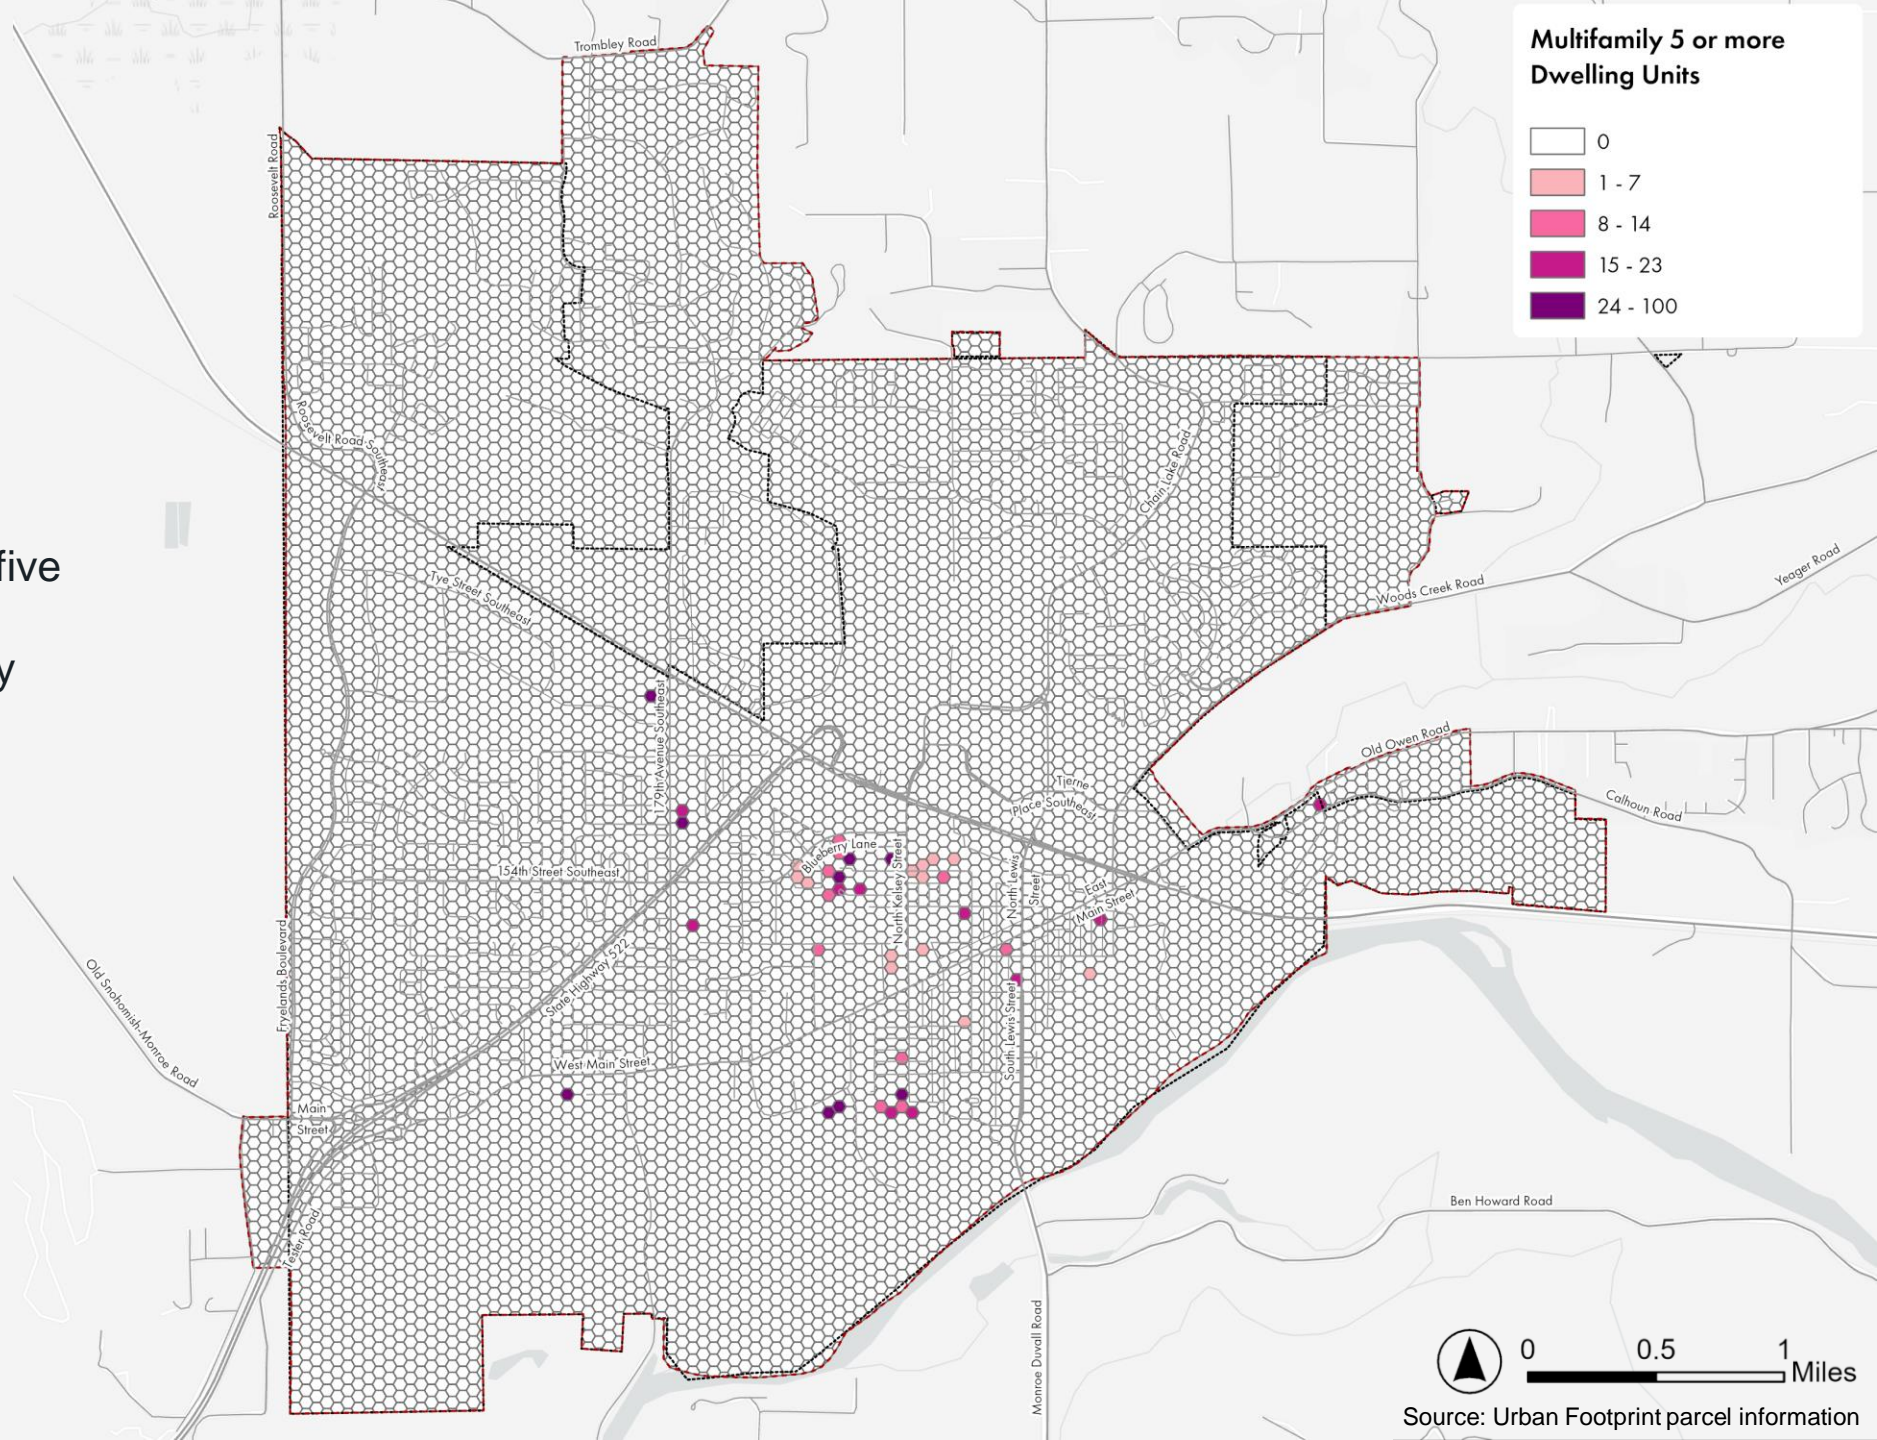 Multifamily 5 or more
Dwelling Units
0
1 - 7
8 - 14
15 - 23
24 - 100
Trombley Road
Roosevelt Road
Roosevelt Road Southeast
Chain Lake Road
five
y
Tye Street Southeast
Woods Creek Road
Yeager Road
179th Avenue Southeast
Old Owen Road
Tjerne
Place Southeast
Calhoun Road
Blueberry Lane
154th Street Southeast
North Kelsey Street
North Lewis
Street
East
Main Street
Fryelands Boulevard
State Highway 522
Old Snohomish-Monroe Road
South Lewis Street
West Main Street
Main
Street
Tester Road
Ben Howard Road
Monroe Duvall Road
0 0.5 1
Miles
Source: Urban Footprint parcel information